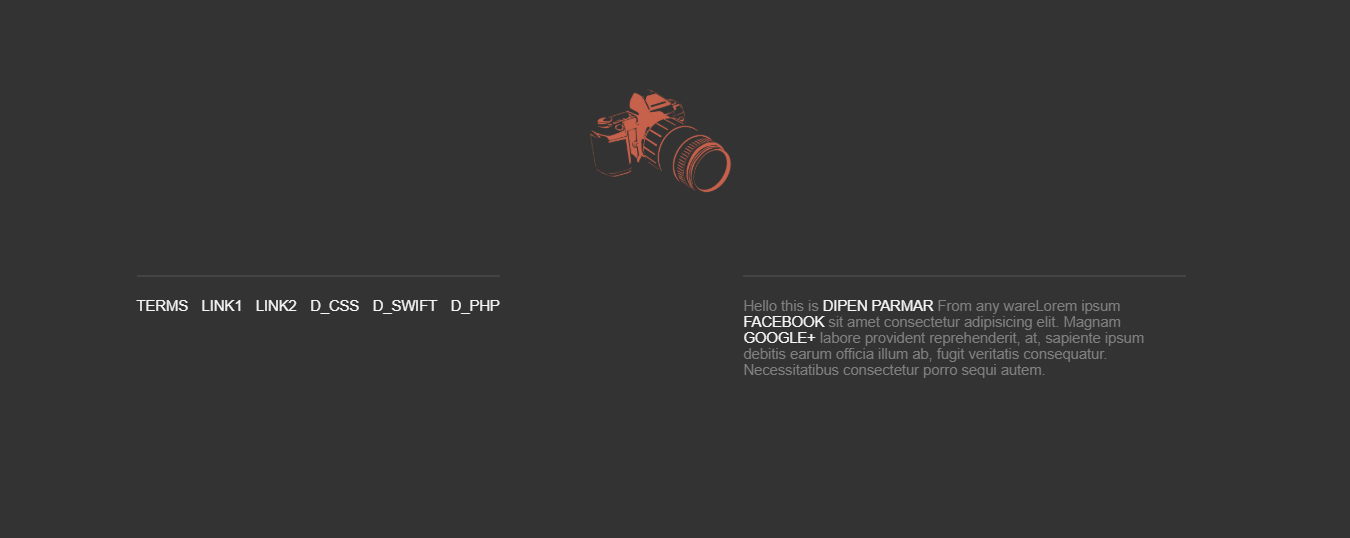 TERMS LINK1 LINK2 D_CSS D_SWIFT D_PHP
Hello this is DIPEN PARMAR From any wareLorem ipsum
FACEBOOK sit amet consectetur adipisicing elit. Magnam
GOOGLE+ labore provident reprehenderit, at, sapiente ipsum
debitis earum officia illum ab, fugit veritatis consequatur.
Necessitatibus consectetur porro sequi autem.